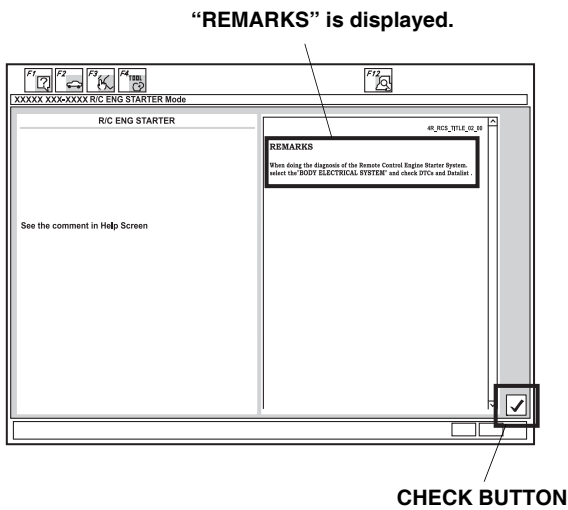 “REMARKS” is displayed.
F1 F2 F3 F4 TOOL F12
XXXXX XXX-XXXX R/C ENG STARTER Mode
R/C ENG STARTER
See the comment in Help Screen
4R_RCS_TITLE_02_00
REMARKS
When doing the diagnosis of the Remote Control Engine Starter System.
select the"BODY ELECTRICAL SYSTEM" and check DTCs and Datalist .
CHECK BUTTON